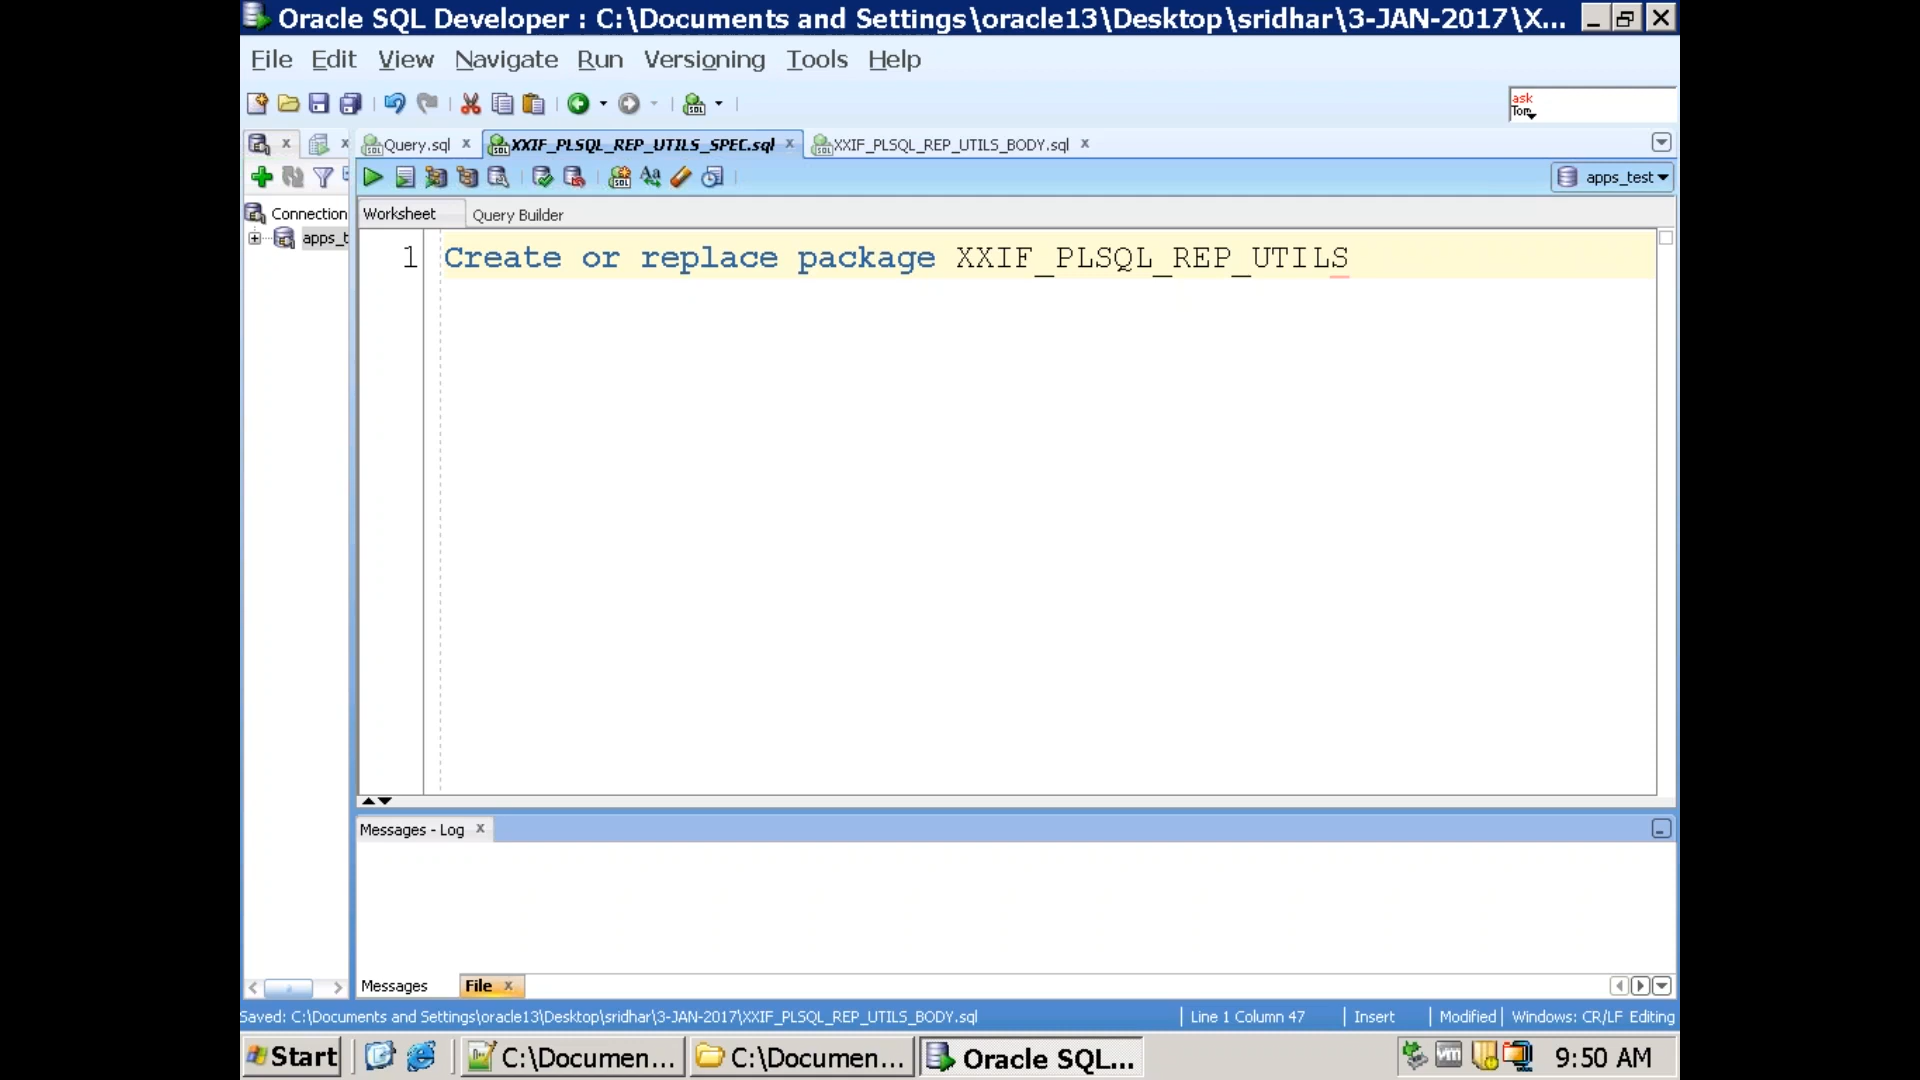 Oracle SQL Developer : C:\Documents and Settings\oracle13\Desktop\sridhar\3-JAN-2017\X...
File Edit View Navigate Run Versioning Tools Help
ask
Tom
Query.sql XXIF_PLSQL_REP_UTILS_SPEC.sql XXIF_PLSQL_REP_UTILS_BODY.sql
apps_test
Connection
Worksheet Query Builder
apps_t
1 Create or replace package XXIF_PLSQL_REP_UTILS
Messages - Log
Messages File
Saved: C:\Documents and Settings\oracle13\Desktop\sridhar\3-JAN-2017\XXIF_PLSQL_REP_UTILS_BODY.sql Line 1 Column 47 Insert Modified Windows: CR/LF Editing
Start C:\Documen... C:\Documen... Oracle SQL... 9:50 AM